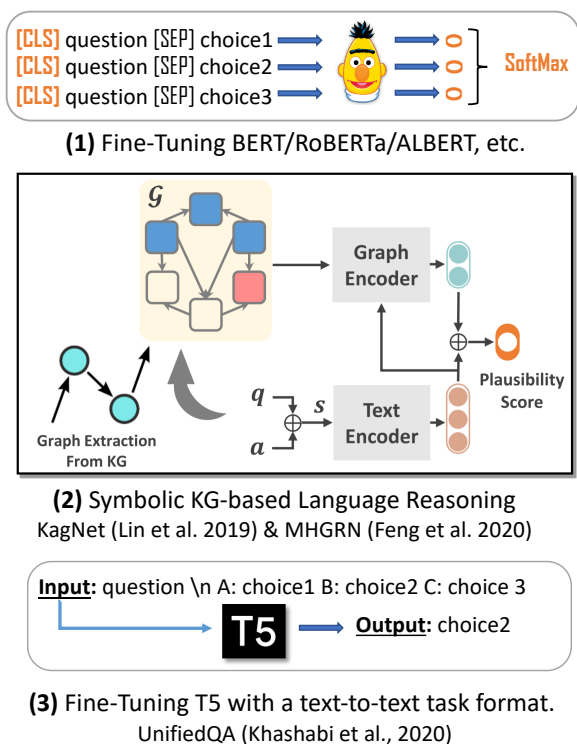 [CLS] question [SEP] choice1
[CLS] question [SEP] choice2
[CLS] question [SEP] choice3
SoftMax
(1) Fine-Tuning BERT/RoBERTa/ALBERT, etc.
𝒢
Graph
Encoder
Plausibility
Score
q
s
a
Text
Encoder
Graph Extraction
From KG
(2) Symbolic KG-based Language Reasoning
KagNet (Lin et al. 2019) & MHGRN (Feng et al. 2020)
Input: question \n A: choice1 B: choice2 C: choice 3
T5
Output: choice2
(3) Fine-Tuning T5 with a text-to-text task format.
UnifiedQA (Khashabi et al., 2020)